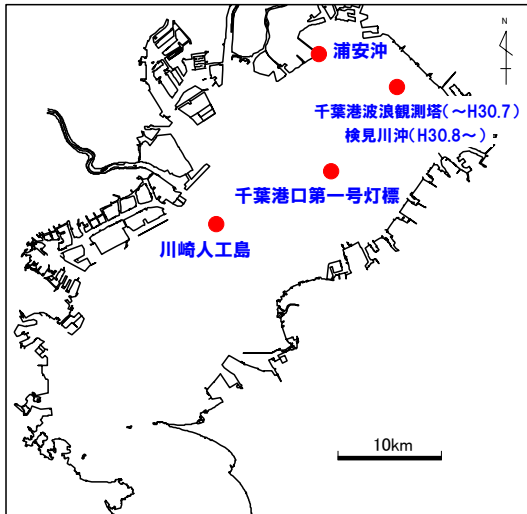 N
浦安沖
千葉港波浪観測塔(～H30.7)
検見川沖(H30.8～)
千葉港口第一号灯標
川崎人工島
10km